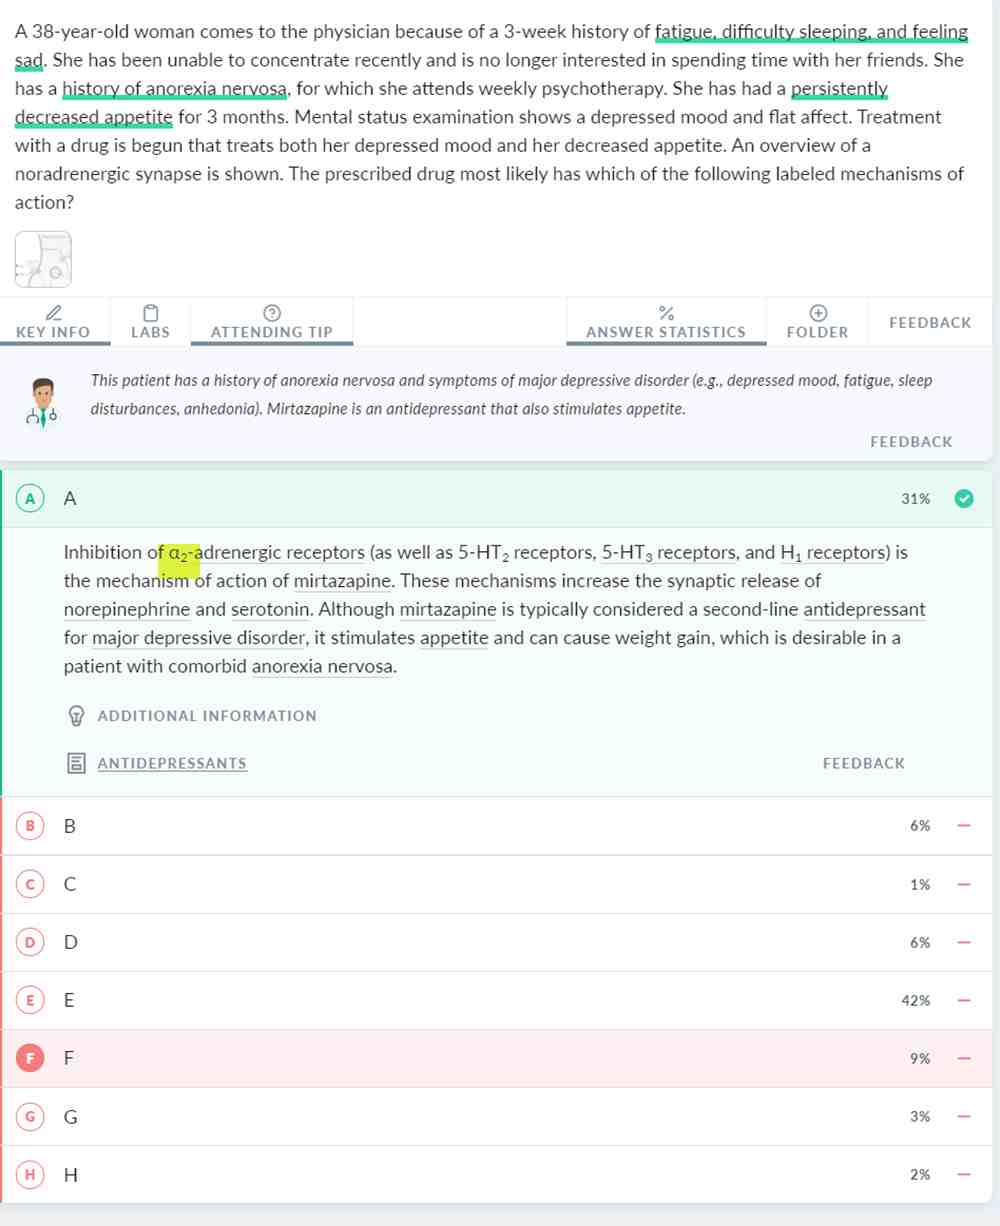 A 38-year-old woman comes to the physician because of a 3-week history of fatigue, difficulty sleeping, and feeling
sad. She has been unable to concentrate recently and is no longer interested in spending time with her friends. She
has a history of anorexia nervosa, for which she attends weekly psychotherapy. She has had a persistently
decreased appetite for 3 months. Mental status examination shows a depressed mood and flat affect. Treatment
with a drug is begun that treats both her depressed mood and her decreased appetite. An overview of a
noradrenergic synapse is shown. The prescribed drug most likely has which of the following labeled mechanisms of
action?
KEY INFO LABS ATTENDING TIP ANSWER STATISTICS FOLDER FEEDBACK
This patient has a history of anorexia nervosa and symptoms of major depressive disorder (e.g., depressed mood, fatigue, sleep
disturbances, anhedonia). Mirtazapine is an antidepressant that also stimulates appetite.
FEEDBACK
A A 31%
Inhibition of α₂-adrenergic receptors (as well as 5-HT₂ receptors, 5-HT₃ receptors, and H₁ receptors) is
the mechanism of action of mirtazapine. These mechanisms increase the synaptic release of
norepinephrine and serotonin. Although mirtazapine is typically considered a second-line antidepressant
for major depressive disorder, it stimulates appetite and can cause weight gain, which is desirable in a
patient with comorbid anorexia nervosa.
ADDITIONAL INFORMATION
ANTIDEPRESSANTS FEEDBACK
B B 6%
C C 1%
D D 6%
E E 42%
F F 9%
G G 3%
H H 2%